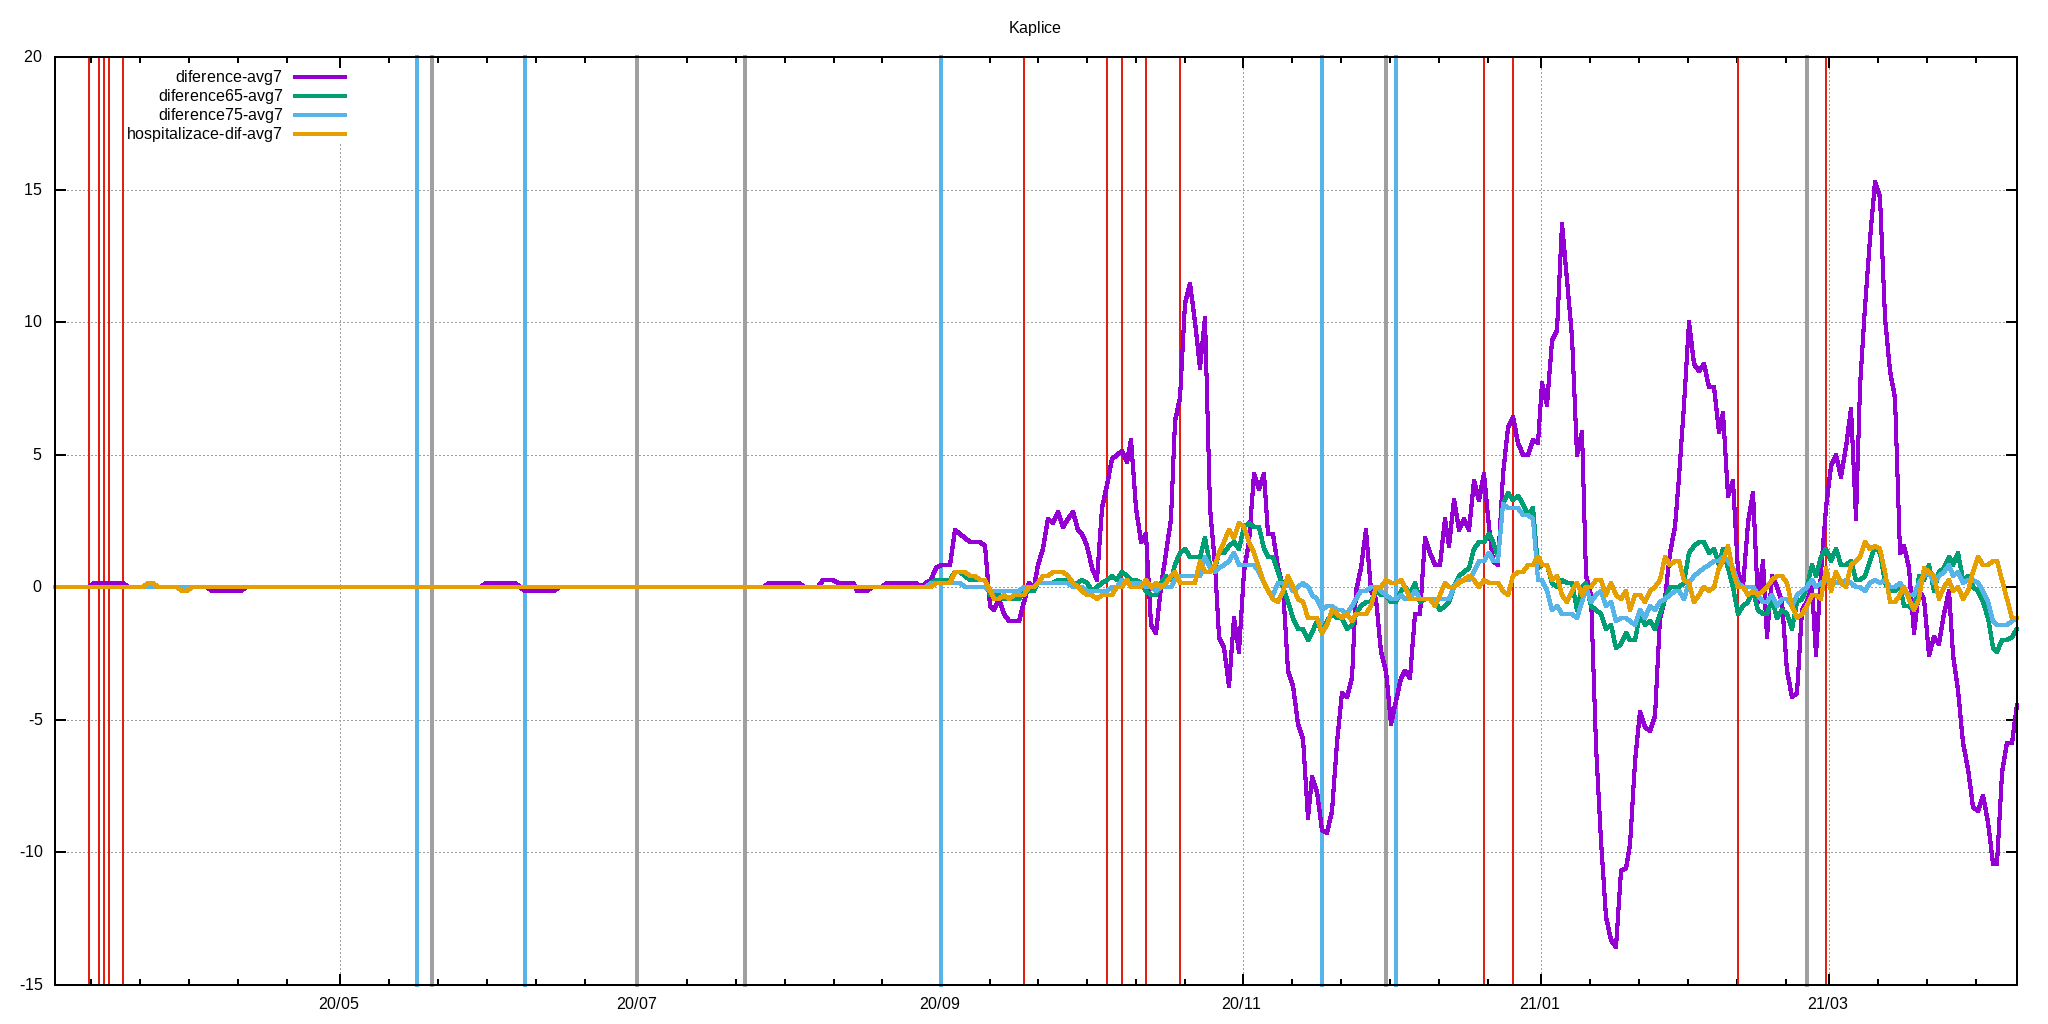 Kaplice
diference-avg7
diference65-avg7
diference75-avg7
hospitalizace-dif-avg7
20
15
10
5
0
-5
-10
-15
20/05 20/07 20/09 20/11 21/01 21/03